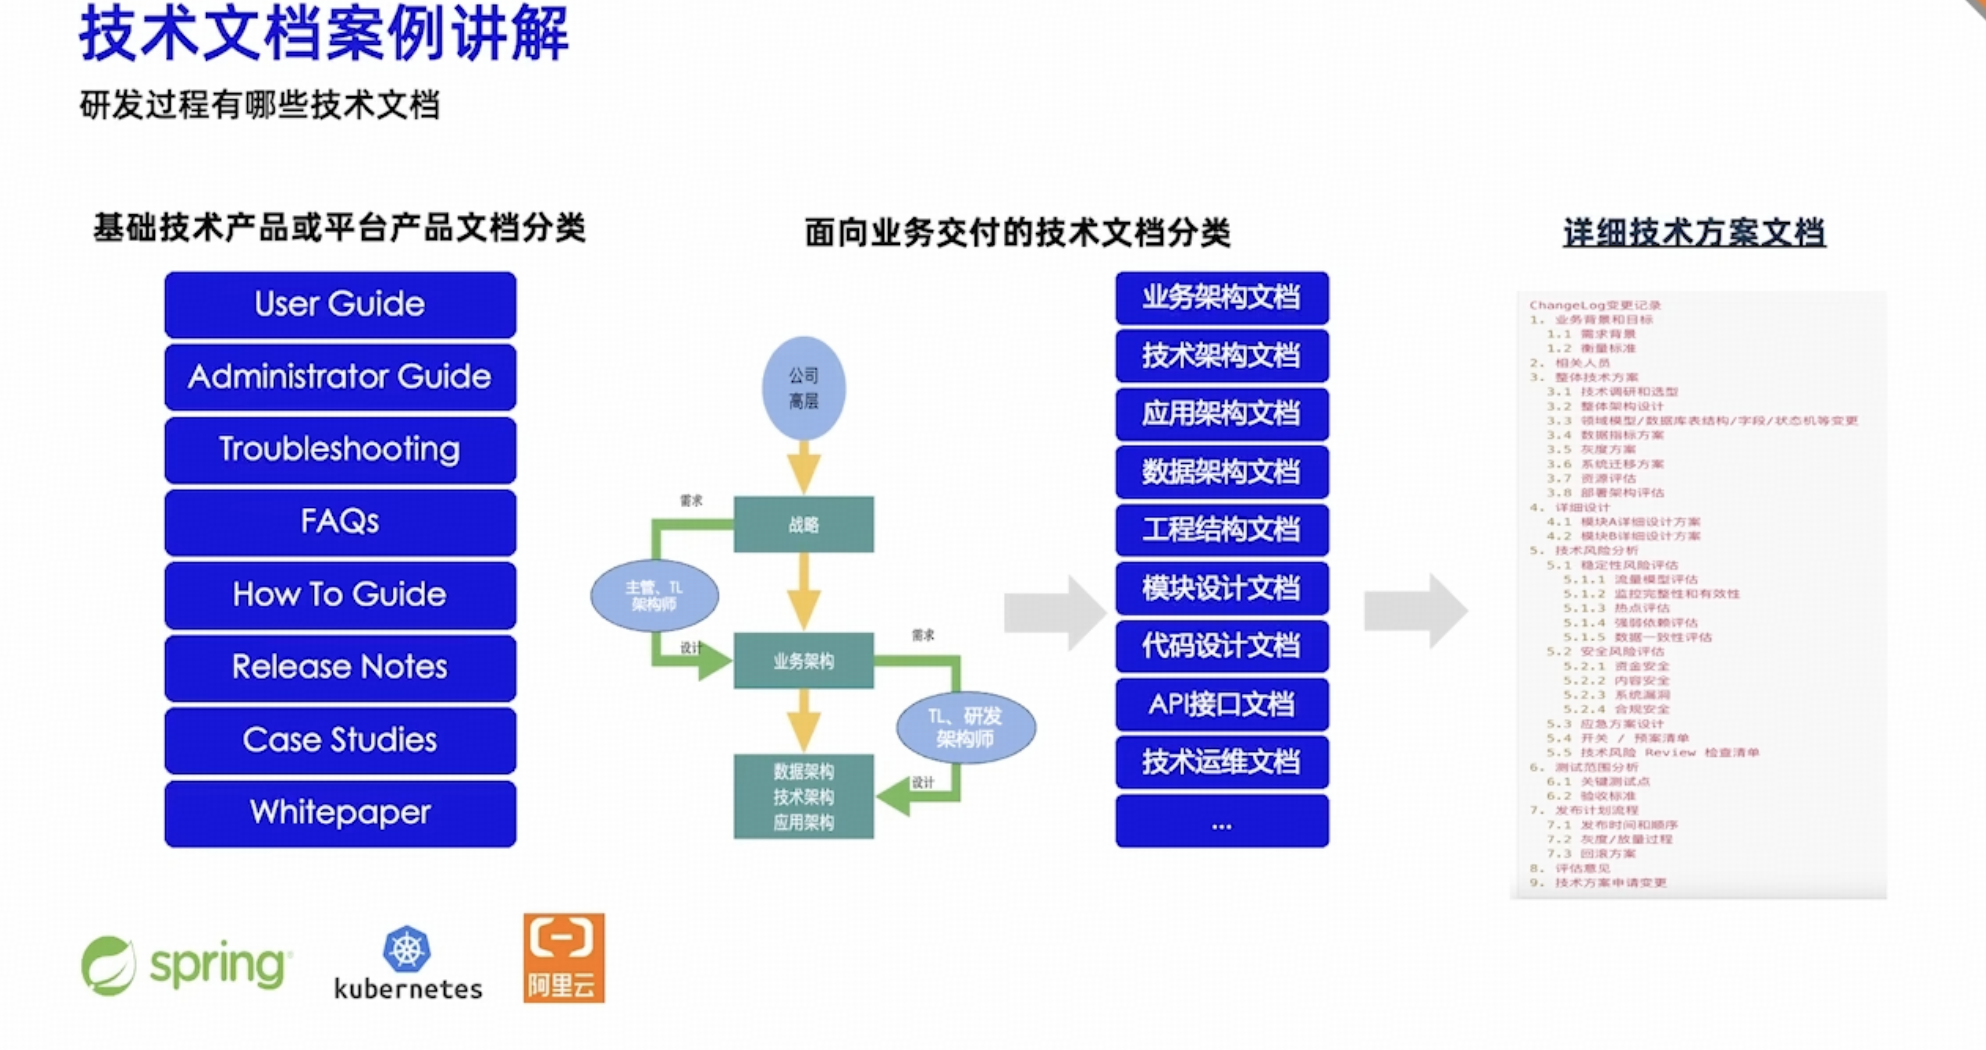 技术文档案例讲解
研发过程有哪些技术文档
基础技术产品或平台产品文档分类
User Guide
Administrator Guide
Troubleshooting
FAQs
How To Guide
Release Notes
Case Studies
Whitepaper
spring
kubernetes
阿里云
面向业务交付的技术文档分类
公司
高层
需求
战略
主管、TL
架构师
设计
业务架构
需求
TL、研发
架构师
设计
数据架构
技术架构
应用架构
业务架构文档
技术架构文档
应用架构文档
数据架构文档
工程结构文档
模块设计文档
代码设计文档
API接口文档
技术运维文档
...
详细技术方案文档
ChangeLog变更记录
1. 业务背景和目标
1.1 需求背景
1.2 衡量标准
2. 相关人员
3. 整体技术方案
3.1 技术调研和选型
3.2 整体架构设计
3.3 领域模型/数据库表结构/字段/状态机等变更
3.4 数据指标方案
3.5 灰度方案
3.6 系统迁移方案
3.7 资源评估
3.8 部署架构评估
4. 详细设计
4.1 模块A详细设计方案
4.2 模块B详细设计方案
5. 技术风险分析
5.1 稳定性风险评估
5.1.1 流量模型评估
5.1.2 监控完整性和有效性
5.1.3 热点评估
5.1.4 强弱依赖评估
5.1.5 数据一致性评估
5.2 安全风险评估
5.2.1 资金安全
5.2.2 内容安全
5.2.3 系统漏洞
5.2.4 合规安全
5.3 应急方案设计
5.4 开关 / 预案清单
5.5 技术风险 Review 检查清单
6. 测试范围分析
6.1 关键测试点
6.2 验收标准
7. 发布计划流程
7.1 发布时间和顺序
7.2 灰度/放量过程
7.3 回滚方案
8. 评估意见
9. 技术方案申请变更